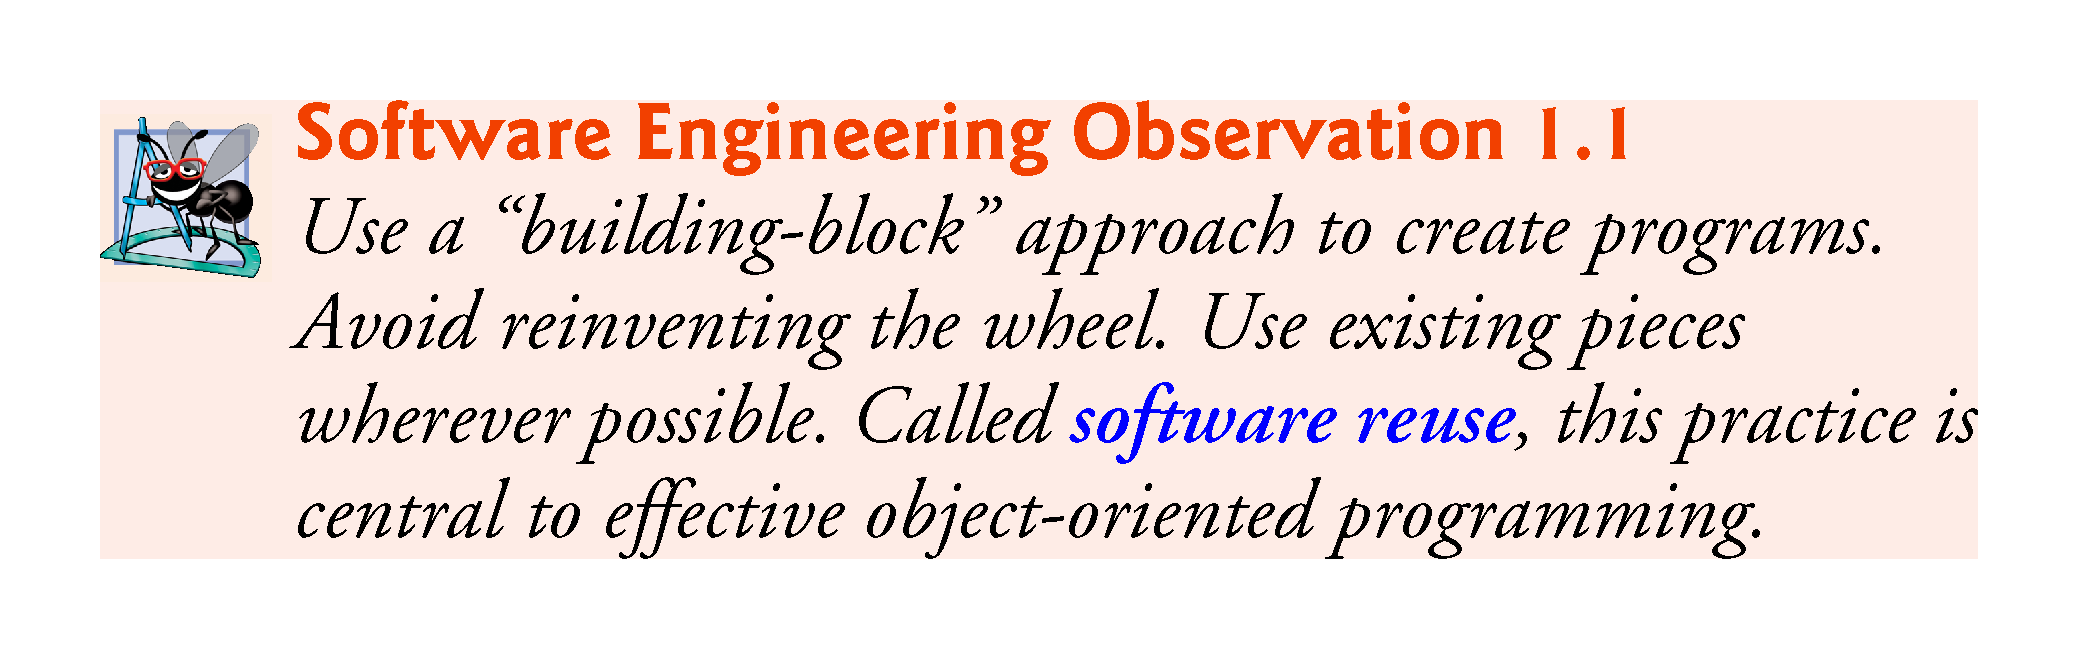 Software Engineering Observation 1.1
Use a “building-block” approach to create programs.
Avoid reinventing the wheel. Use existing pieces
wherever possible. Called software reuse, this practice is
central to effective object-oriented programming.